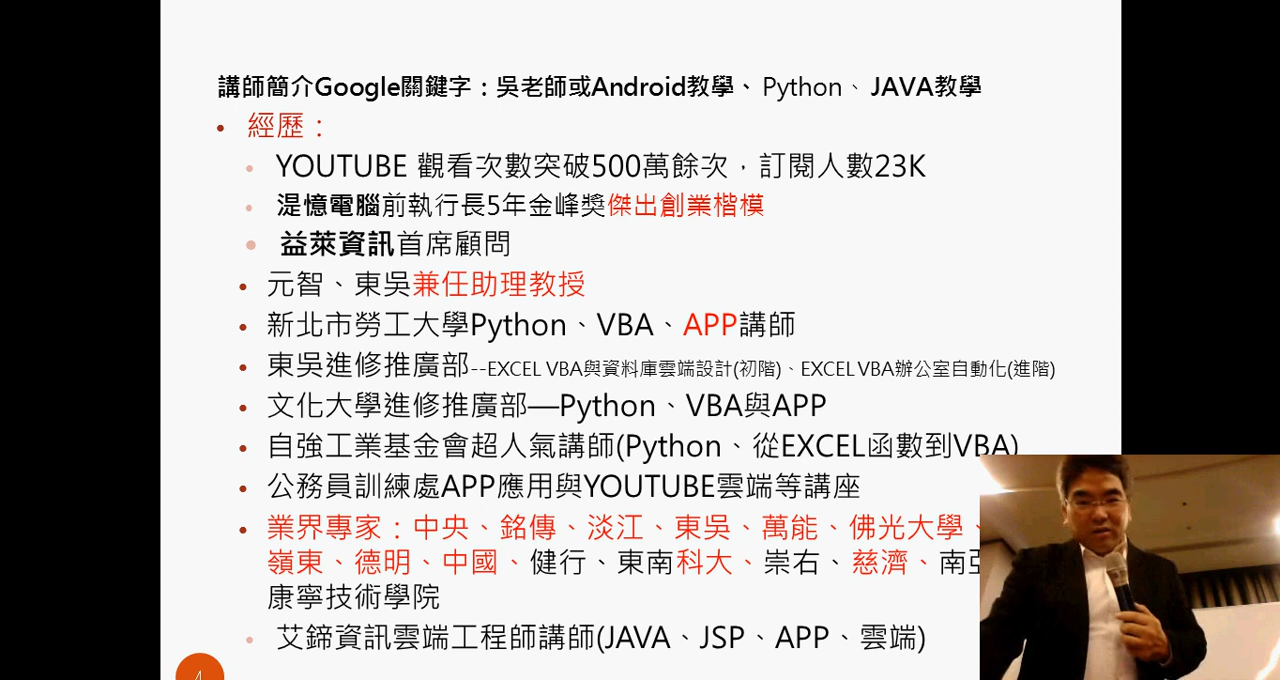 講師簡介Google關鍵字：吳老師或Android教學、Python、JAVA教學
• 經歷：
• YOUTUBE 觀看次數突破500萬餘次，訂閱人數23K
• 湜憶電腦前執行長5年金峰獎傑出創業楷模
• 益萊資訊首席顧問
• 元智、東吳兼任助理教授
• 新北市勞工大學Python、VBA、APP講師
• 東吳進修推廣部--EXCEL VBA與資料庫雲端設計(初階)、EXCEL VBA辦公室自動化(進階)
• 文化大學進修推廣部—Python、VBA與APP
• 自強工業基金會超人氣講師(Python、從EXCEL函數到VBA)
• 公務員訓練處APP應用與YOUTUBE雲端等講座
• 業界專家：中央、銘傳、淡江、東吳、萬能、佛光大學、
嶺東、德明、中國、健行、東南科大、崇右、慈濟、南亞
康寧技術學院
• 艾鍗資訊雲端工程師講師(JAVA、JSP、APP、雲端)
4